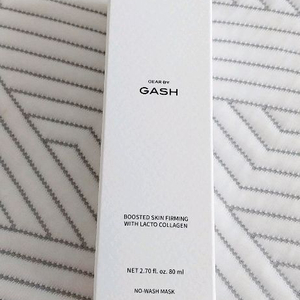 GEAR BY
GASH
BOOSTED SKIN FIRMING
WITH LACTO COLLAGEN
NET 2.70 fl. oz. 80 ml
NO-WASH MASK